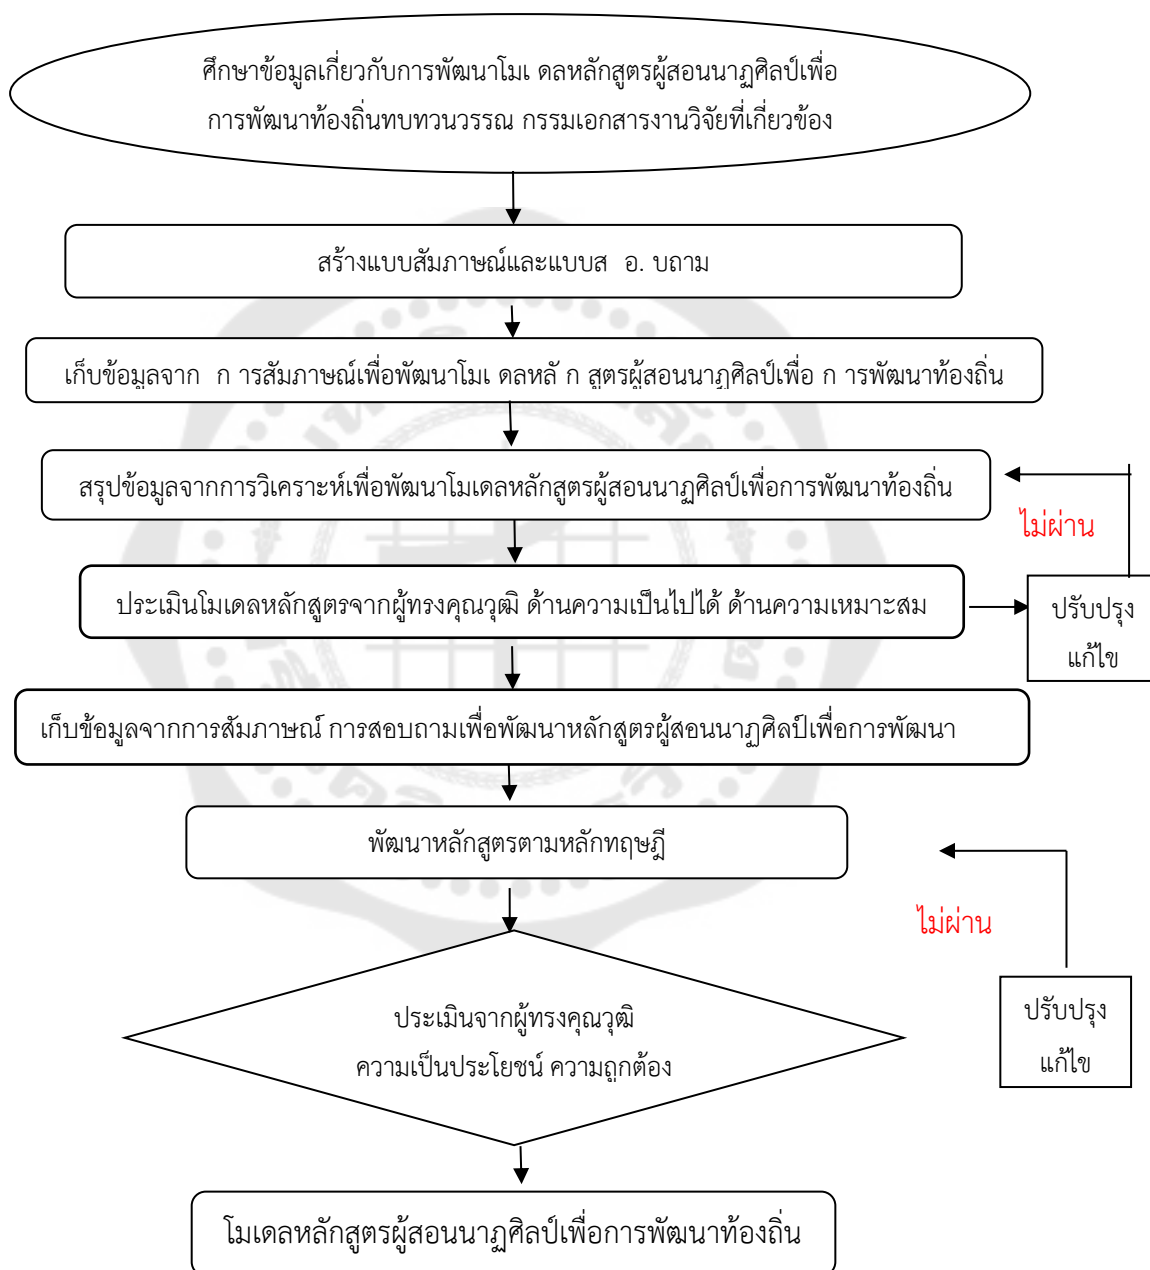 ศึกษาข้อมูลเกี่ยวกับการพัฒนาโมเ ดลหลักสูตรผู้สอนนาฏศิลป์เพื่อ
การพัฒนาท้องถิ่นทบทวนวรรณ กรรมเอกสารงานวิจัยที่เกี่ยวข้อง
สร้างแบบสัมภาษณ์และแบบส อ. บถาม
เก็บข้อมูลจาก ก ารสัมภาษณ์เพื่อพัฒนาโมเ ดลหลั ก สูตรผู้สอนนาฏศิลป์เพื่อ ก ารพัฒนาท้องถิ่น
สรุปข้อมูลจากการวิเคราะห์เพื่อพัฒนาโมเดลหลักสูตรผู้สอนนาฏศิลป์เพื่อการพัฒนาท้องถิ่น
ไม่ผ่าน
ประเมินโมเดลหลักสูตรจากผู้ทรงคุณวุฒิ ด้านความเป็นไปได้ ด้านความเหมาะสม
ปรับปรุง
แก้ไข
เก็บข้อมูลจากการสัมภาษณ์ การสอบถามเพื่อพัฒนาหลักสูตรผู้สอนนาฏศิลป์เพื่อการพัฒนา
พัฒนาหลักสูตรตามหลักทฤษฎี
ไม่ผ่าน
ประเมินจากผู้ทรงคุณวุฒิ
ความเป็นประโยชน์ ความถูกต้อง
ปรับปรุง
แก้ไข
โมเดลหลักสูตรผู้สอนนาฏศิลป์เพื่อการพัฒนาท้องถิ่น